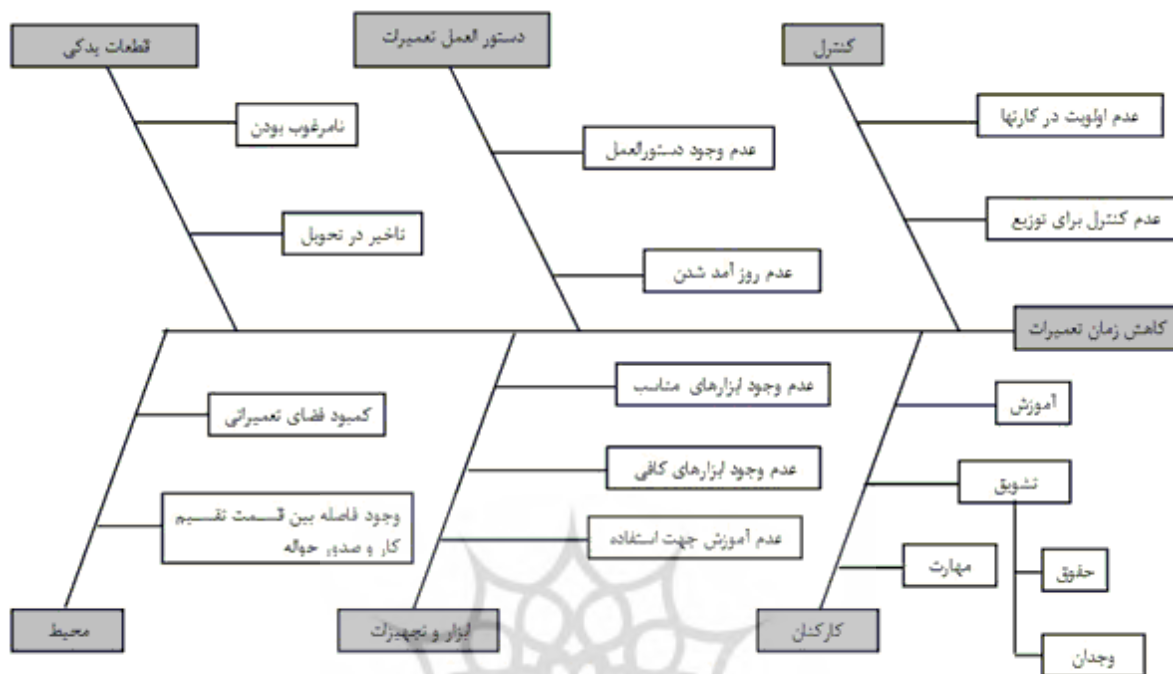 کنترل
دستور العمل تعمیرات
قطعات یدکی
عدم اولویت در کارتها
نامرغوب بودن
عدم وجود دستورالعمل
عدم کنترل برای توزیع
تاخیر در تحویل
عدم روز آمد شدن
کاهش زمان تعمیرات
عدم وجود ابزارهای مناسب
آموزش
کمبود فضای تعمیراتی
عدم وجود ابزارهای کافی
تشویق
وجود فاصله بین قسمت تقسیم
کار و صدور حواله
عدم آموزش جهت استفاده
مهارت
حقوق
وجدان
کارکنان
ابزار و تجهیزات
محیط